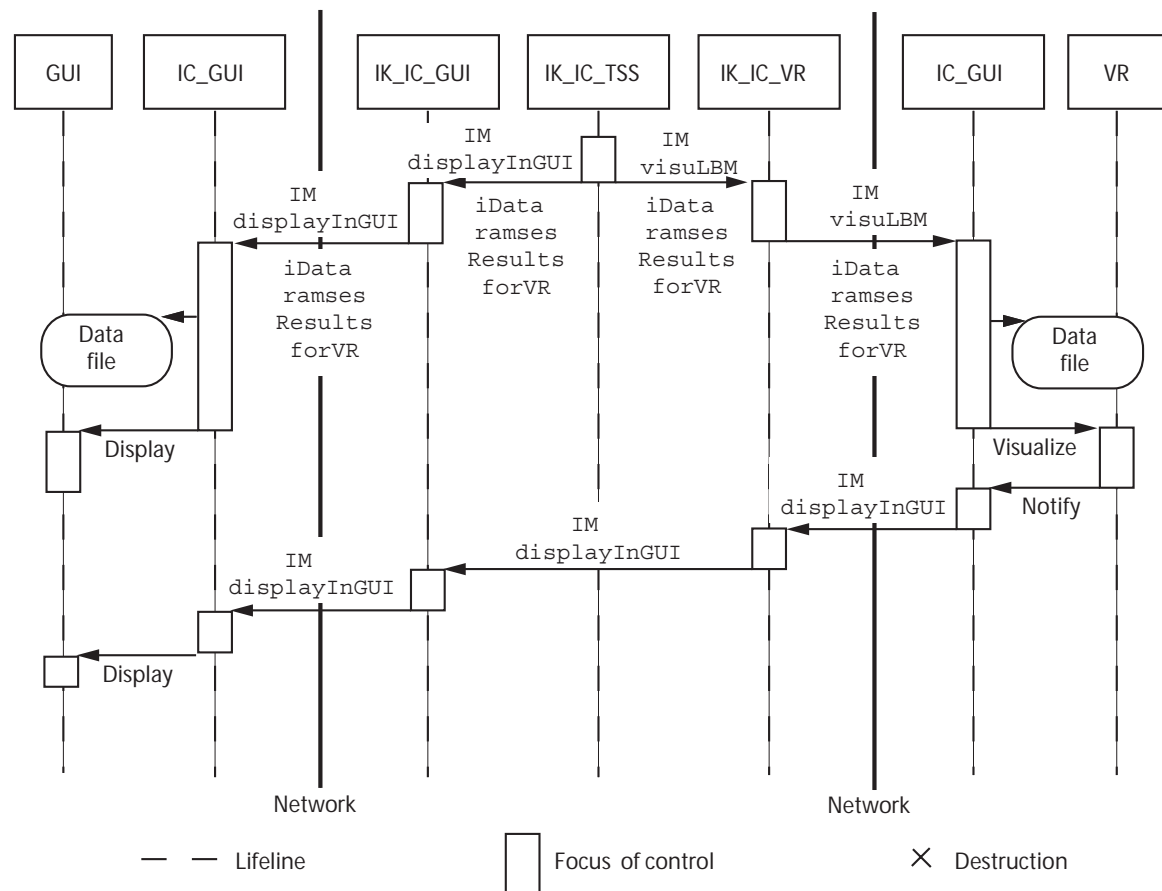 GUI
IC_GUI
IK_IC_GUI
IK_IC_TSS
IK_IC_VR
IC_GUI
VR
IM
displayInGUI
IM
visuLBM
IM
displayInGUI
iData
ramses
Results
forVR
iData
ramses
Results
forVR
IM
visuLBM
iData
ramses
Results
forVR
iData
ramses
Results
forVR
Data
file
Data
file
Display
Visualize
IM
displayInGUI
Notify
IM
displayInGUI
IM
displayInGUI
Display
Network
Network
Lifeline
Focus of control
Destruction